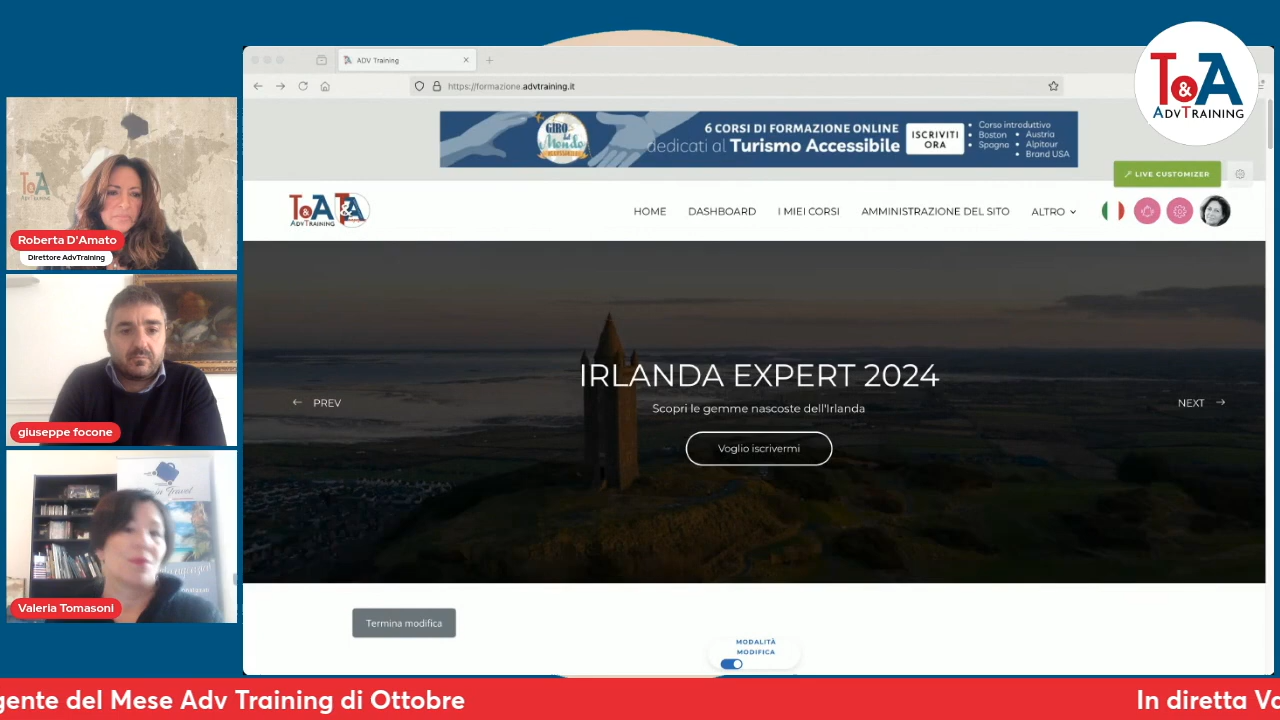 ADV Training
https://formazione.advtraining.it
T&A
ADVTRAINING
GIRO
del
Mondo
6 CORSI DI FORMAZIONE ONLINE
dedicati al Turismo Accessibile
ISCRIVITI
ORA
• Corso introduttivo
• Boston • Austria
• Spagna • Alpitour
• Brand USA
LIVE CUSTOMIZER
T&A T&A
ADVTRAINING
HOME DASHBOARD I MIEI CORSI AMMINISTRAZIONE DEL SITO ALTRO
T&A
Roberta D'Amato
Direttore AdvTraining
giuseppe focone
Valeria Tomasoni
IRLANDA EXPERT 2024
Scopri le gemme nascoste dell'Irlanda
PREV
NEXT
Voglio iscrivermi
Termina modifica
MODALITÀ
MODIFICA
gente del Mese Adv Training di Ottobre
In diretta Va